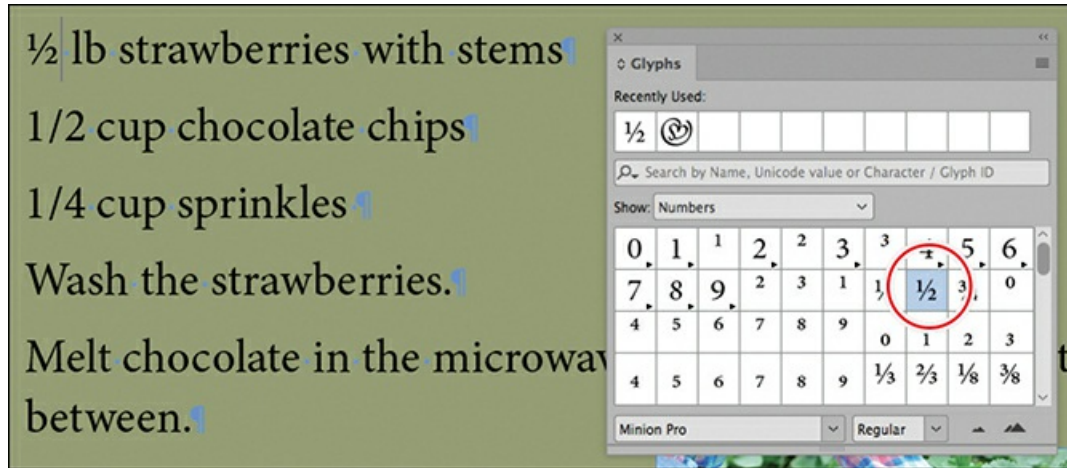 ½ lb strawberries with stems¶
1/2 cup chocolate chips¶
1/4 cup sprinkles ¶
Wash the strawberries.¶
Melt chocolate in the microwav
between.¶
Glyphs
Recently Used:
½
Search by Name, Unicode value or Character / Glyph ID
Show: Numbers
0 1 ¹ 2 ² 3 ³ 4 5 6
7 8 9 ² ³ ¹ ½ ⁰
⁴ ⁵ ⁶ ⁷ ⁸ ⁹ ₀ ₁ ₂ ₃
₄ ₅ ₆ ₇ ₈ ₉ ⅓ ⅔ ⅛ ⅜
Minion Pro Regular